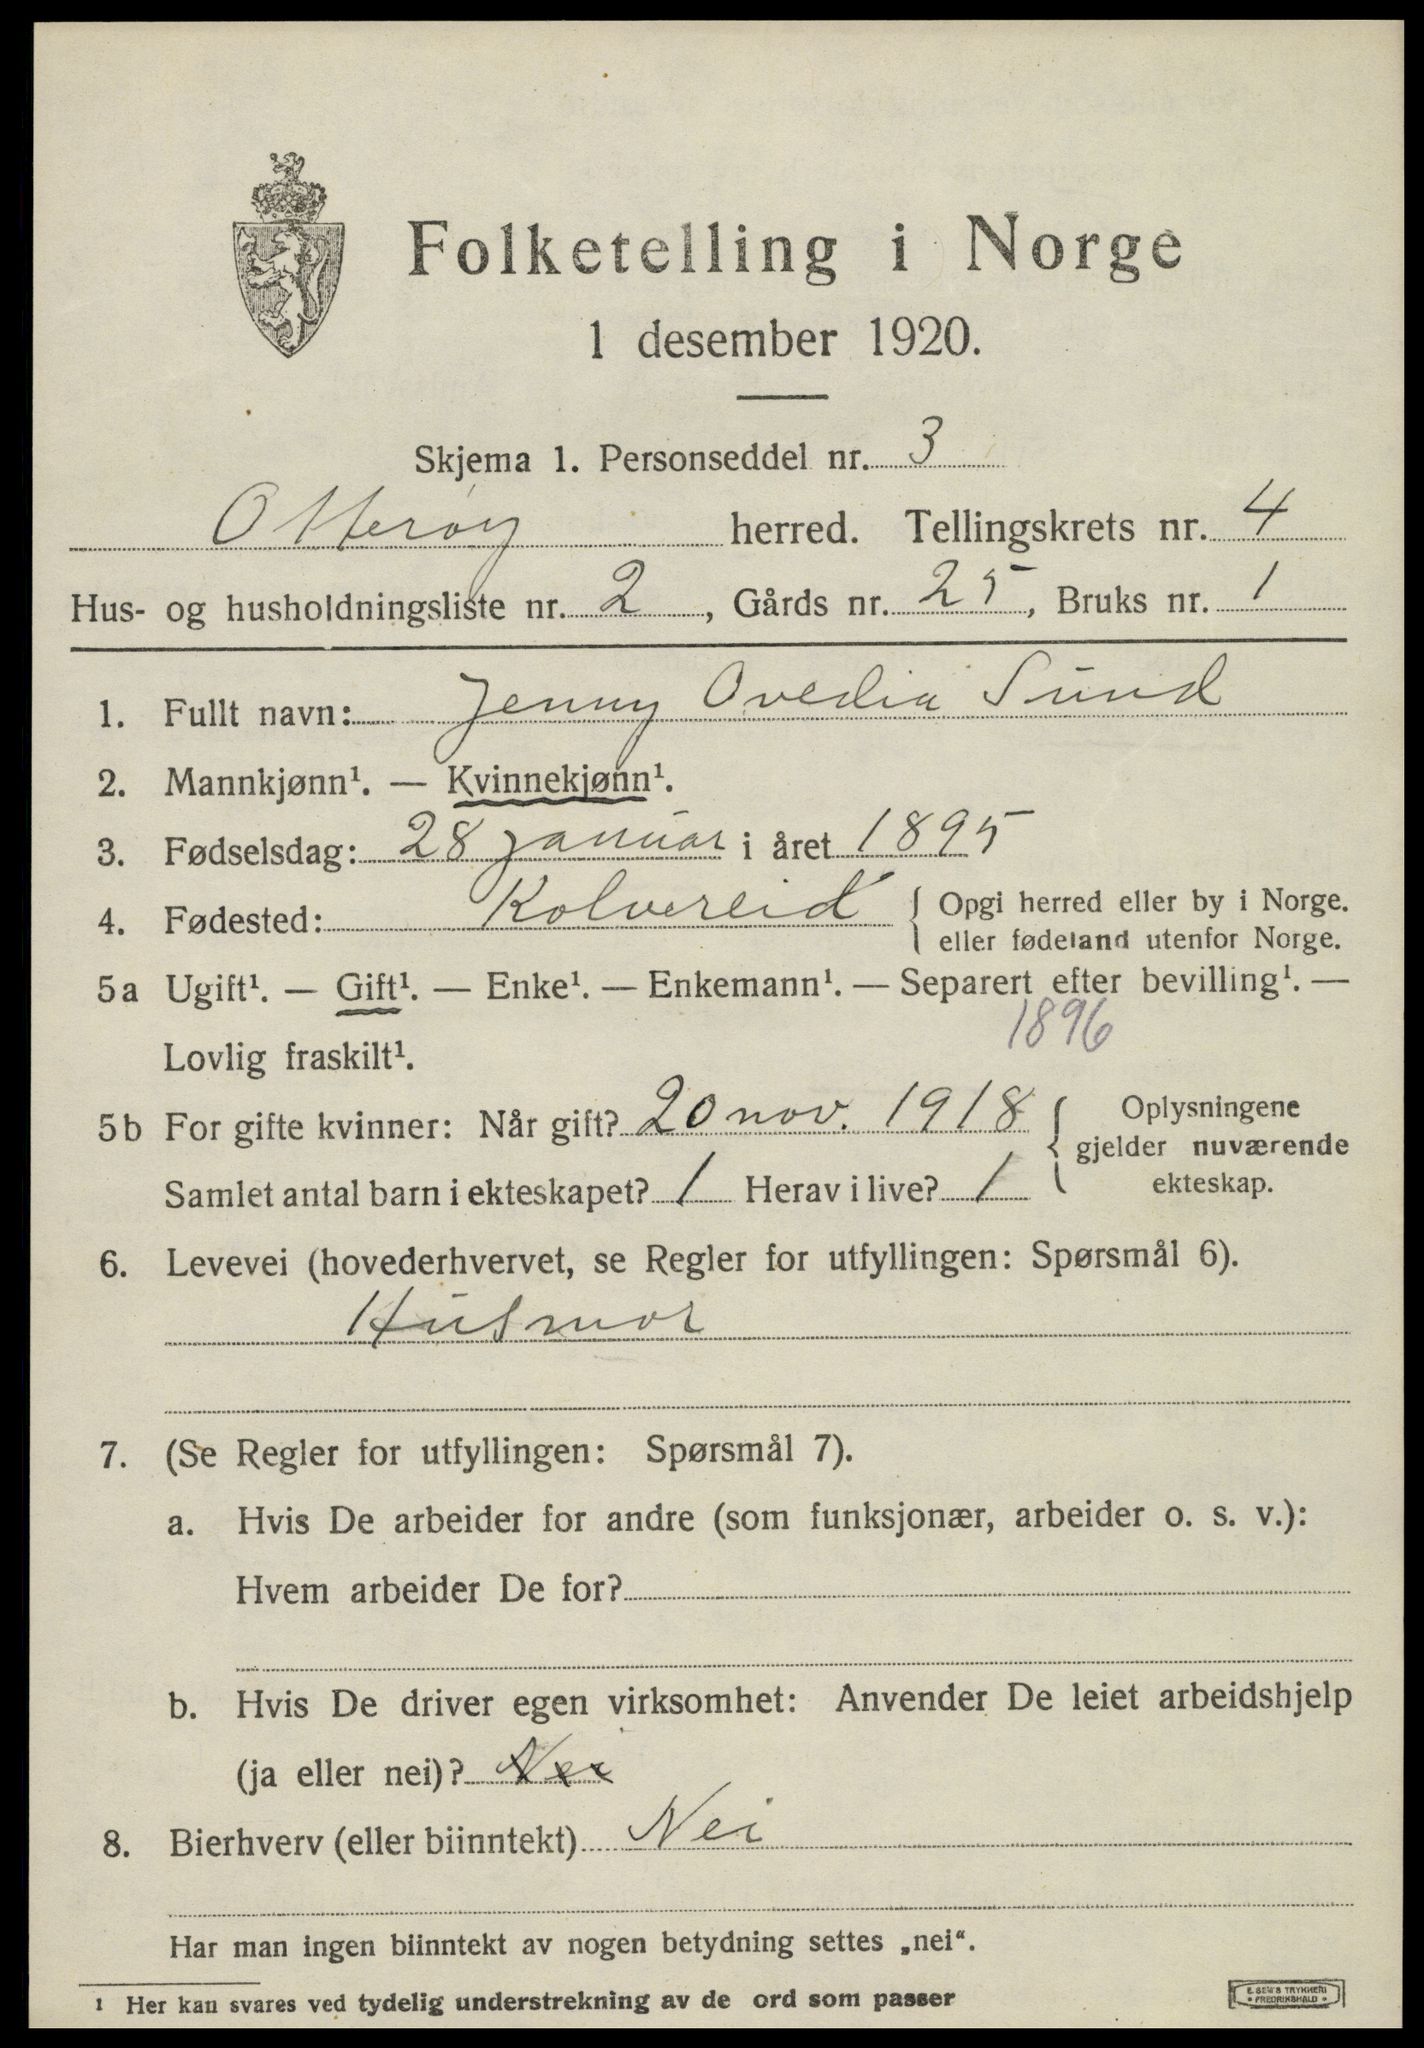 Folketelling i Norge
1 desember 1920.
Skjema 1. Personseddel nr. 3
Otterøy herred. Tellingskrets nr. 4
Hus- og husholdningsliste nr. 2, Gårds nr. 25, Bruks nr. 1
1. Fullt navn: Jenny Ovedia Sund
2. Mannkjønn¹. — Kvinnekjønn¹.
3. Fødselsdag: 28 januar i året 1895
4. Fødested: Kolvereid { Opgi herred eller by i Norge.
eller fødeland utenfor Norge.
5a Ugift¹. — Gift¹. — Enke¹. — Enkemann¹. — Separert efter bevilling¹. —
1896
Lovlig fraskilt¹.
5b For gifte kvinner: Når gift? 20 nov. 1918 { Oplysningene
gjelder nuværende
Samlet antal barn i ekteskapet? 1 Herav i live? 1 ekteskap.
6. Levevei (hovederhvervet, se Regler for utfyllingen: Spørsmål 6).
Husmor
7. (Se Regler for utfyllingen: Spørsmål 7).
a. Hvis De arbeider for andre (som funksjonær, arbeider o. s. v.):
Hvem arbeider De for?
b. Hvis De driver egen virksomhet: Anvender De leiet arbeidshjelp
(ja eller nei)? Nei
8. Bierhverv (eller biinntekt) Nei
Har man ingen biinntekt av nogen betydning settes „nei“.
¹ Her kan svares ved tydelig understrekning av de ord som passer
E. SEM'S TRYKKERI
• FREDRIKSHALD •